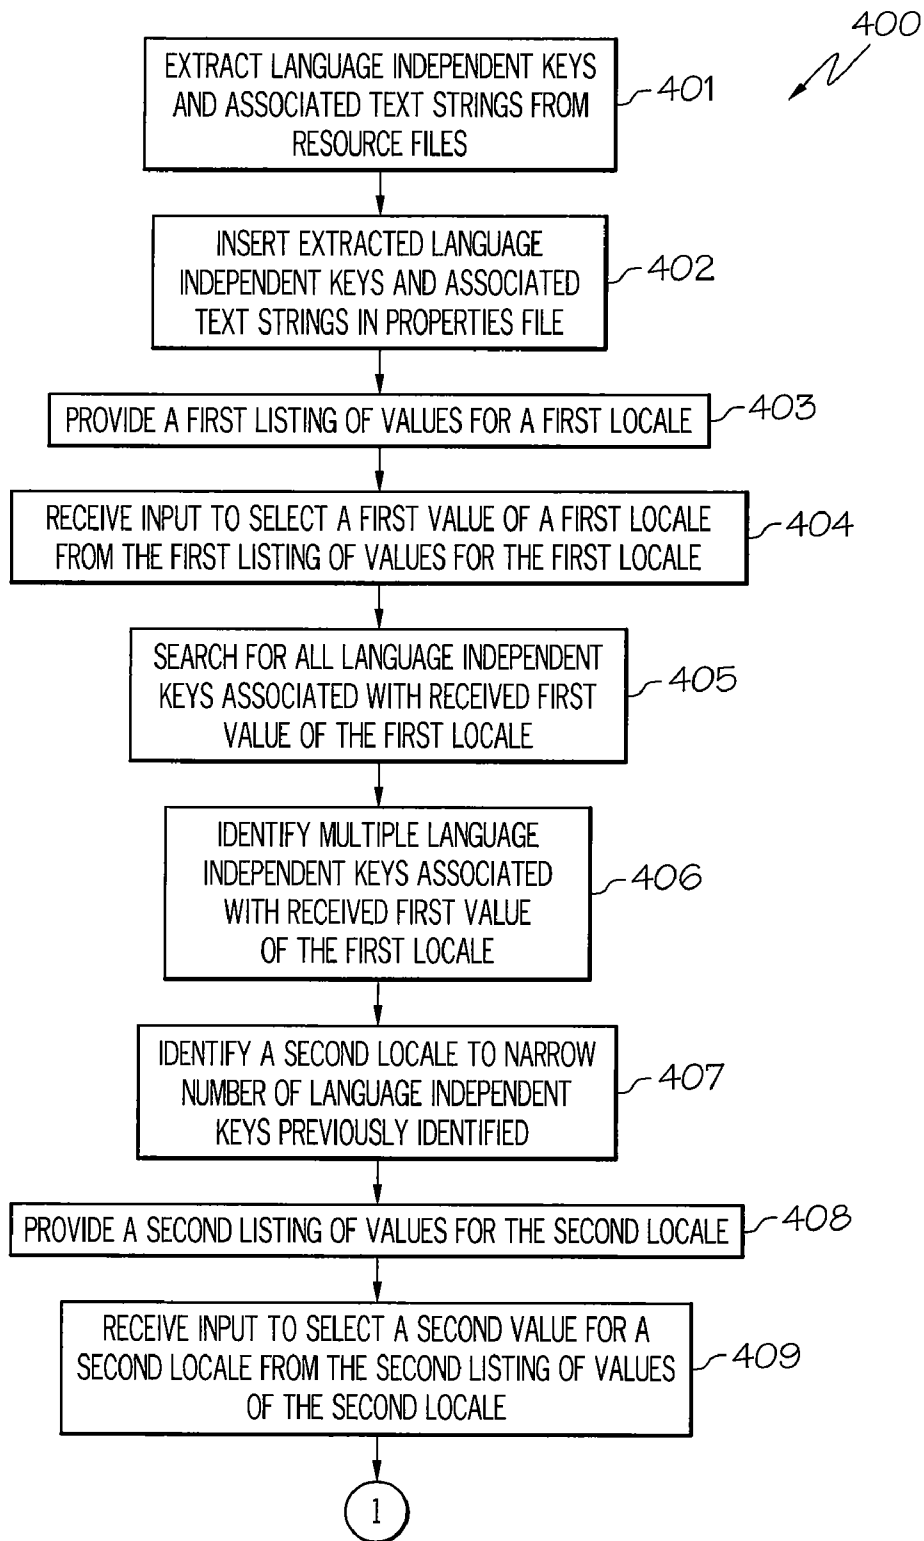 400
EXTRACT LANGUAGE INDEPENDENT KEYS
AND ASSOCIATED TEXT STRINGS FROM
RESOURCE FILES
401
INSERT EXTRACTED LANGUAGE
INDEPENDENT KEYS AND ASSOCIATED
TEXT STRINGS IN PROPERTIES FILE
402
PROVIDE A FIRST LISTING OF VALUES FOR A FIRST LOCALE
403
RECEIVE INPUT TO SELECT A FIRST VALUE OF A FIRST LOCALE
FROM THE FIRST LISTING OF VALUES FOR THE FIRST LOCALE
404
SEARCH FOR ALL LANGUAGE INDEPENDENT
KEYS ASSOCIATED WITH RECEIVED FIRST
VALUE OF THE FIRST LOCALE
405
IDENTIFY MULTIPLE LANGUAGE
INDEPENDENT KEYS ASSOCIATED
WITH RECEIVED FIRST VALUE
OF THE FIRST LOCALE
406
IDENTIFY A SECOND LOCALE TO NARROW
NUMBER OF LANGUAGE INDEPENDENT
KEYS PREVIOUSLY IDENTIFIED
407
PROVIDE A SECOND LISTING OF VALUES FOR THE SECOND LOCALE
408
RECEIVE INPUT TO SELECT A SECOND VALUE FOR A
SECOND LOCALE FROM THE SECOND LISTING OF VALUES
OF THE SECOND LOCALE
409
1